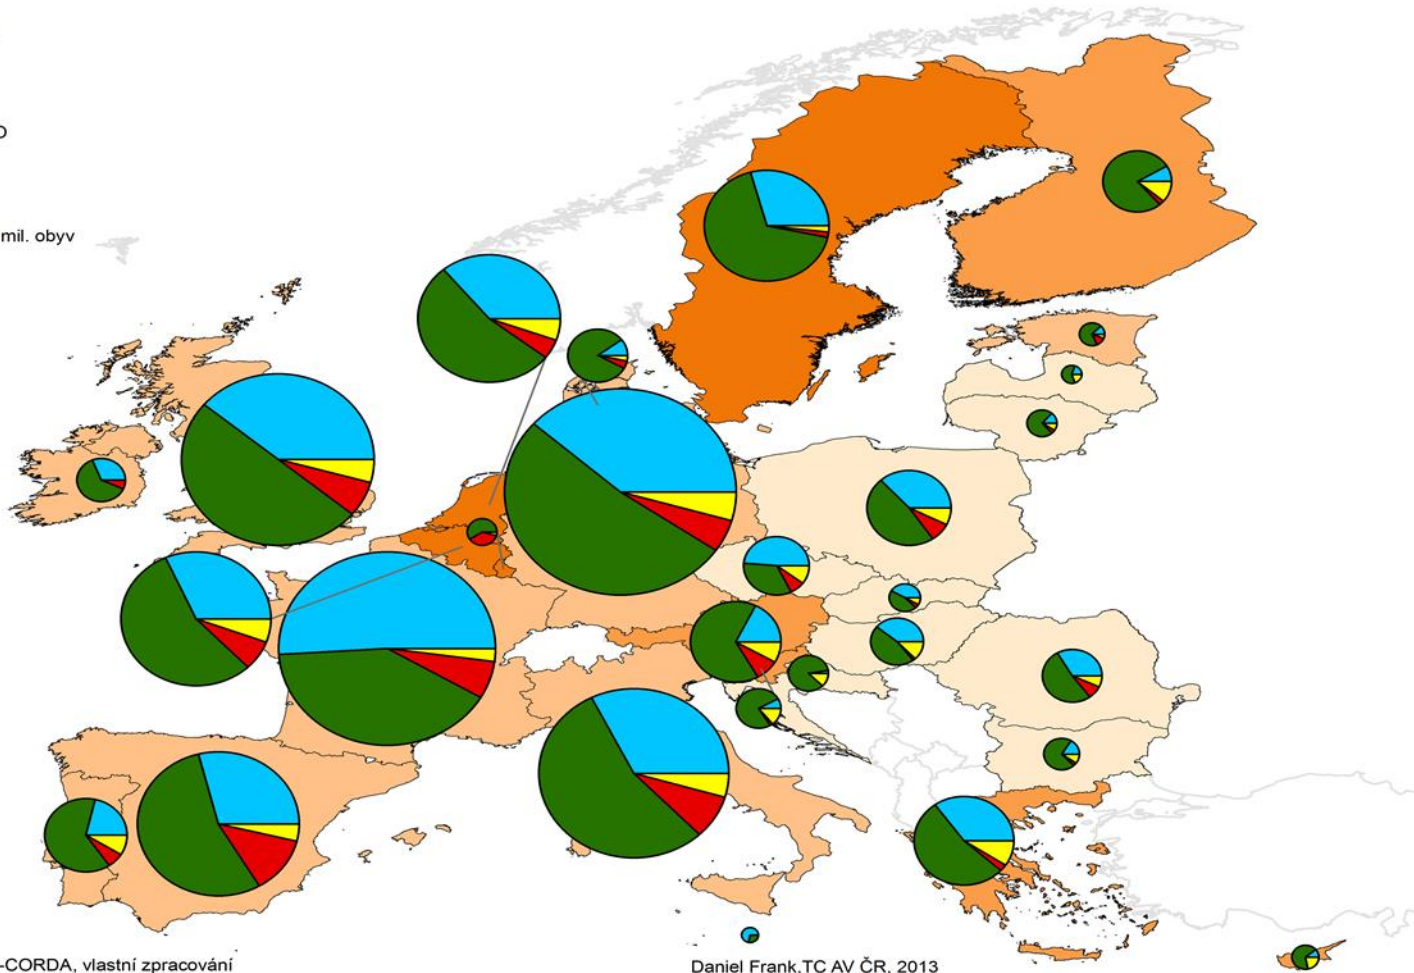 O
mil. obyv
-CORDA, vlastní zpracování
Daniel Frank,TC AV ČR, 2013